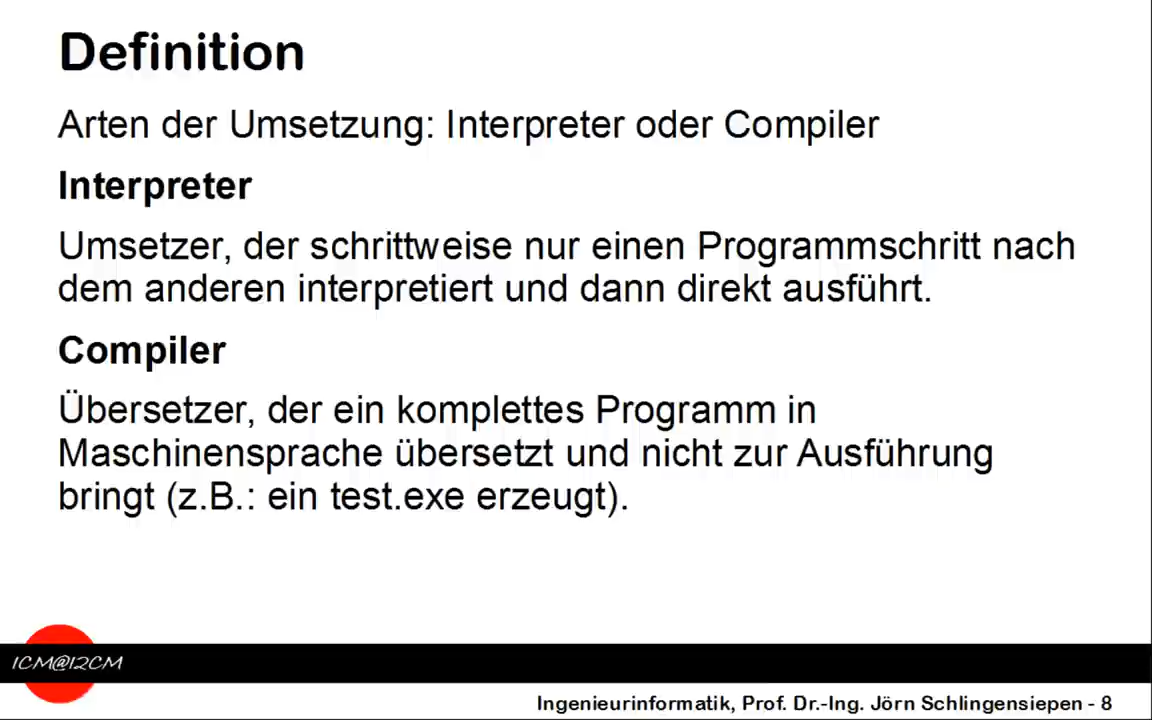 Definition
Arten der Umsetzung: Interpreter oder Compiler
Interpreter
Umsetzer, der schrittweise nur einen Programmschritt nach
dem anderen interpretiert und dann direkt ausführt.
Compiler
Übersetzer, der ein komplettes Programm in
Maschinensprache übersetzt und nicht zur Ausführung
bringt (z.B.: ein test.exe erzeugt).
1CM@12CM
Ingenieurinformatik, Prof. Dr.-Ing. Jörn Schlingensiepen - 8